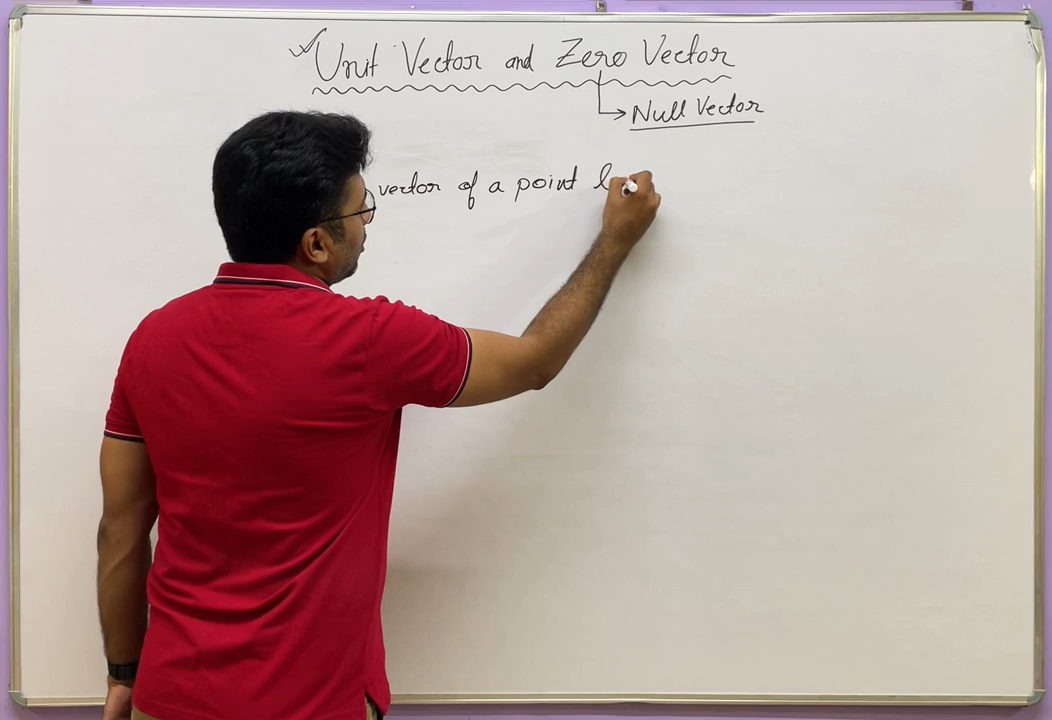 Unit Vector and Zero Vector
Null Vector
vector of a point